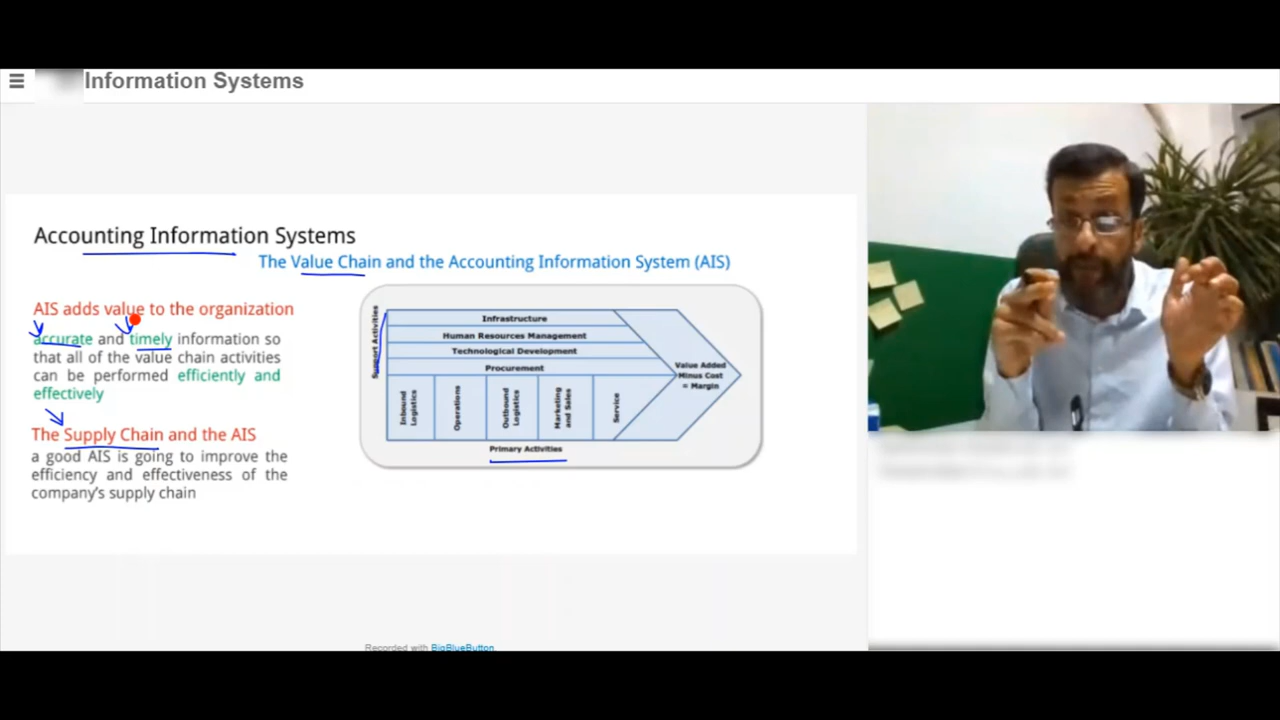 Information Systems
Accounting Information Systems
The Value Chain and the Accounting Information System (AIS)
AIS adds value to the organization
accurate and timely information so
that all of the value chain activities
can be performed efficiently and
effectively
The Supply Chain and the AIS
a good AIS is going to improve the
efficiency and effectiveness of the
company's supply chain
Support Activities
Infrastructure
Human Resources Management
Technological Development
Procurement
Inbound
Logistics
Operations
Outbound
Logistics
Marketing
and Sales
Service
Value Added
Minus Cost
= Margin
Primary Activities
Recorded with BigBlueButton.